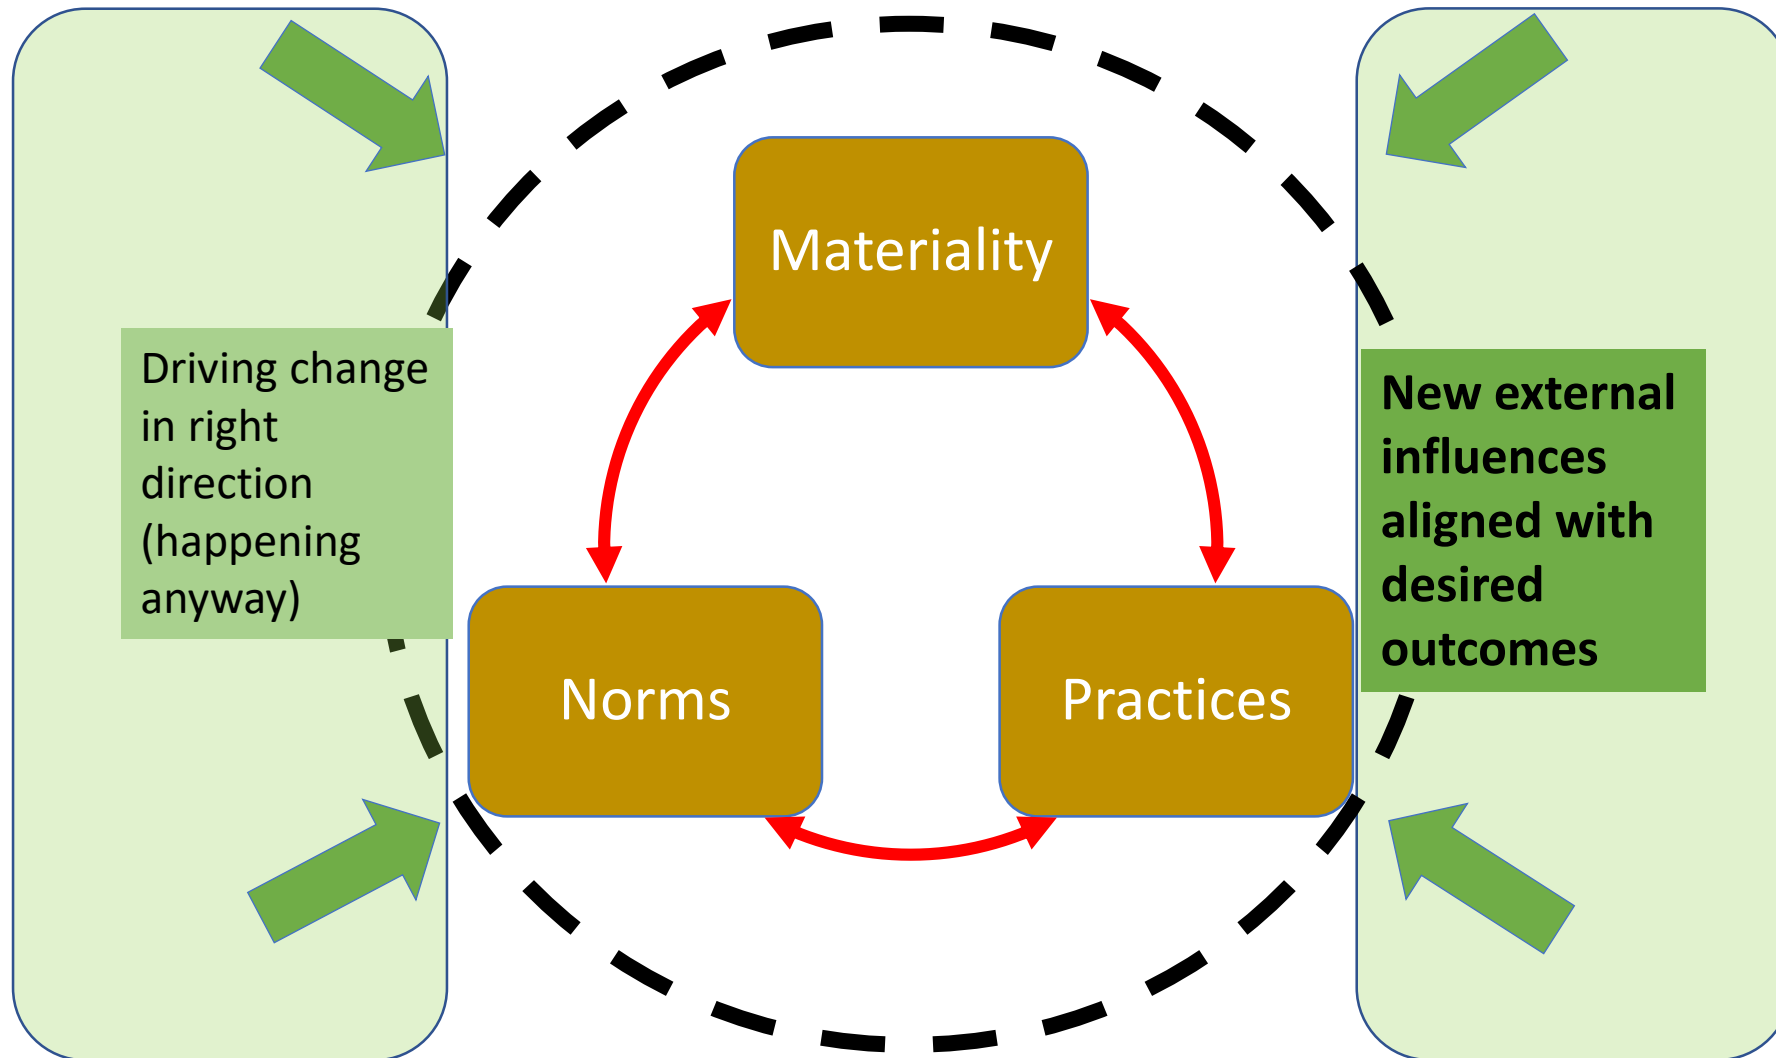 Materiality
Driving change
in right
direction
(happening
anyway)
New external
influences
aligned with
desired
outcomes
Norms
Practices